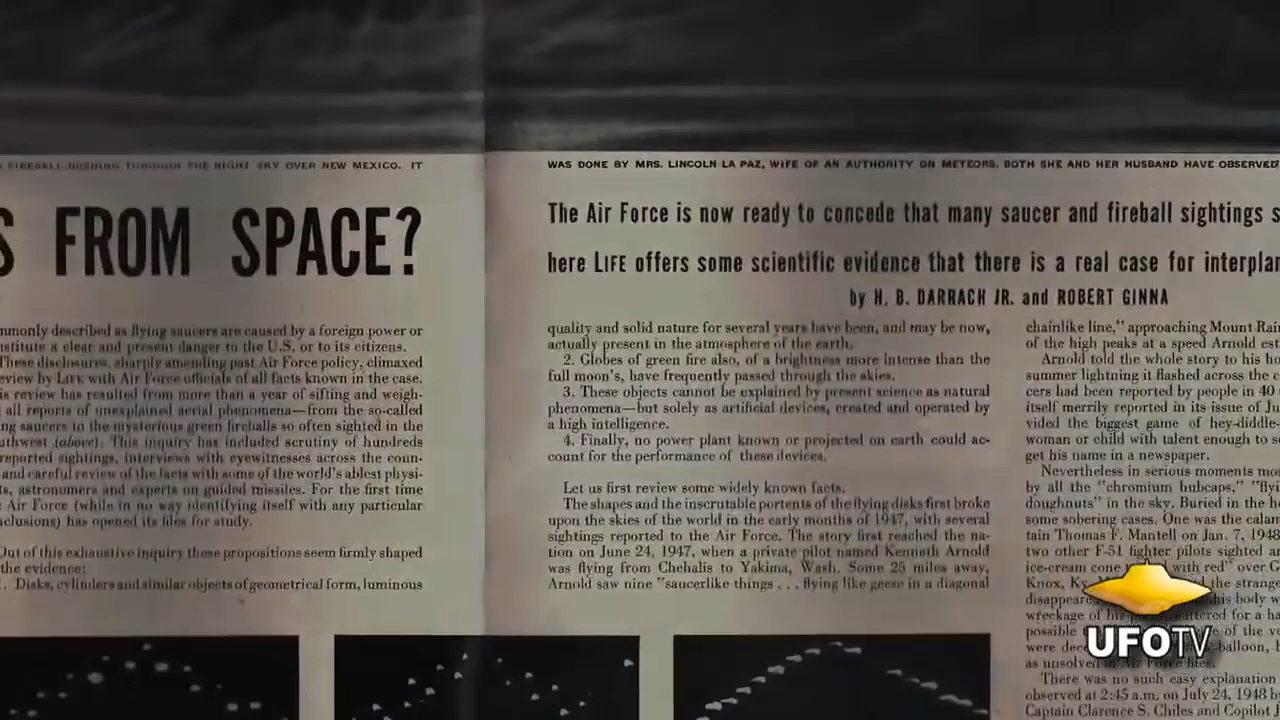 FIREBALL BURNING THROUGH THE NIGHT SKY OVER NEW MEXICO. IT
S FROM SPACE?
mmonly described as flying saucers are caused by a foreign power or
nstitute a clear and present danger to the U.S. or to its citizens.
These disclosures, sharply amending past Air Force policy, climaxed
eview by LIFE with Air Force officials of all facts known in the case.
is review has resulted from more than a year of sifting and weigh-
all reports of unexplained aerial phenomena—from the so-called
ng saucers to the mysterious green fireballs so often sighted in the
uthwest (above). This inquiry has included scrutiny of hundreds
reported sightings, interviews with eyewitnesses across the coun-
and careful review of the facts with some of the world's ablest physi-
ts, astronomers and experts on guided missiles. For the first time
Air Force (while in no way identifying itself with any particular
nclusions) has opened its files for study.
Out of this exhaustive inquiry these propositions seem firmly shaped
the evidence:
. Disks, cylinders and similar objects of geometrical form, luminous
WAS DONE BY MRS. LINCOLN LA PAZ, WIFE OF AN AUTHORITY ON METEORS. BOTH SHE AND HER HUSBAND HAVE OBSERVED
The Air Force is now ready to concede that many saucer and fireball sightings s
here LIFE offers some scientific evidence that there is a real case for interplan
by H. B. DARRACH JR. and ROBERT GINNA
quality and solid nature for several years have been, and may be now,
actually present in the atmosphere of the earth.
2. Globes of green fire also, of a brightness more intense than the
full moon's, have frequently passed through the skies.
3. These objects cannot be explained by present science as natural
phenomena—but solely as artificial devices, created and operated by
a high intelligence.
4. Finally, no power plant known or projected on earth could ac-
count for the performance of these devices.
Let us first review some widely known facts.
The shapes and the inscrutable portents of the flying disks first broke
upon the skies of the world in the early months of 1947, with several
sightings reported to the Air Force. The story first reached the na-
tion on June 24, 1947, when a private pilot named Kenneth Arnold
was flying from Chehalis to Yakima, Wash. Some 25 miles away,
Arnold saw nine "saucerlike things . . . flying like geese in a diagonal
chainlike line," approaching Mount Rain
of the high peaks at a speed Arnold est
Arnold told the whole story to his ho
summer lightning it flashed across the c
cers had been reported by people in 40
itself merrily reported in its issue of Ju
vided the biggest game of hey-diddle-
woman or child with talent enough to se
get his name in a newspaper.
Nevertheless in serious moments mos
by all the "chromium hubcaps," "flyi
doughnuts" in the sky. Buried in the he
some sobering cases. One was the calam
tain Thomas F. Mantell on Jan. 7, 1948
two other F-51 fighter pilots sighted an
ice-cream cone with red" over G
Knox, Ky. the strange
disappeare his body w
wreckage of his ttered for a ha
possible of the v
were dec -balloon, b
as unsolved in Air Force files.
There was no such easy explanation
observed at 2:45 a.m. on July 24, 1948 b
Captain Clarence S. Chiles and Copilot J
UFOTV